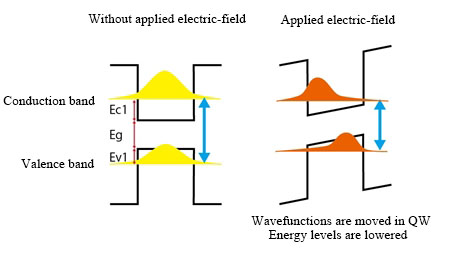 Without applied electric-field
Applied electric-field
Conduction band
Ec1
Eg
Ev1
Valence band
Wavefunctions are moved in QW
Energy levels are lowered